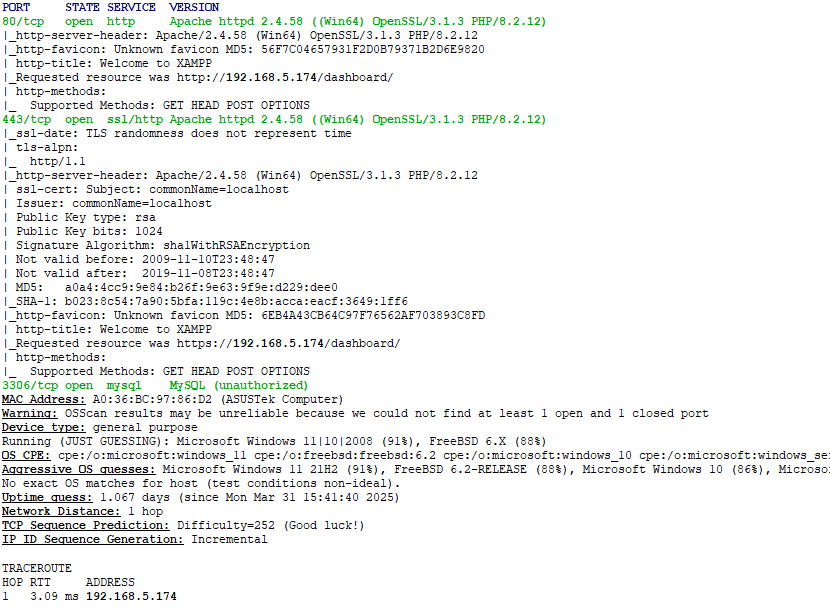 PORT     STATE SERVICE  VERSION
80/tcp   open  http     Apache httpd 2.4.58 ((Win64) OpenSSL/3.1.3 PHP/8.2.12)
|_http-server-header: Apache/2.4.58 (Win64) OpenSSL/3.1.3 PHP/8.2.12
|_http-favicon: Unknown favicon MD5: 56F7C04657931F2D0B79371B2D6E9820
| http-title: Welcome to XAMPP
|_Requested resource was http://192.168.5.174/dashboard/
| http-methods:
|_  Supported Methods: GET HEAD POST OPTIONS
443/tcp  open  ssl/http Apache httpd 2.4.58 ((Win64) OpenSSL/3.1.3 PHP/8.2.12)
|_ssl-date: TLS randomness does not represent time
| tls-alpn:
|_  http/1.1
|_http-server-header: Apache/2.4.58 (Win64) OpenSSL/3.1.3 PHP/8.2.12
| ssl-cert: Subject: commonName=localhost
| Issuer: commonName=localhost
| Public Key type: rsa
| Public Key bits: 1024
| Signature Algorithm: sha1WithRSAEncryption
| Not valid before: 2009-11-10T23:48:47
| Not valid after:  2019-11-08T23:48:47
| MD5:   a0a4:4cc9:9e84:b26f:9e63:9f9e:d229:dee0
|_SHA-1: b023:8c54:7a90:5bfa:119c:4e8b:acca:eacf:3649:1ff6
|_http-favicon: Unknown favicon MD5: 6EB4A43CB64C97F76562AF703893C8FD
| http-title: Welcome to XAMPP
|_Requested resource was https://192.168.5.174/dashboard/
| http-methods:
|_  Supported Methods: GET HEAD POST OPTIONS
3306/tcp open  mysql    MySQL (unauthorized)
MAC Address: A0:36:BC:97:86:D2 (ASUSTek Computer)
Warning: OSScan results may be unreliable because we could not find at least 1 open and 1 closed port
Device type: general purpose
Running (JUST GUESSING): Microsoft Windows 11|10|2008 (91%), FreeBSD 6.X (88%)
OS CPE: cpe:/o:microsoft:windows_11 cpe:/o:freebsd:freebsd:6.2 cpe:/o:microsoft:windows_10 cpe:/o:microsoft:windows_se
Aggressive OS guesses: Microsoft Windows 11 21H2 (91%), FreeBSD 6.2-RELEASE (88%), Microsoft Windows 10 (86%), Microso
No exact OS matches for host (test conditions non-ideal).
Uptime guess: 1.067 days (since Mon Mar 31 15:41:40 2025)
Network Distance: 1 hop
TCP Sequence Prediction: Difficulty=252 (Good luck!)
IP ID Sequence Generation: Incremental
TRACEROUTE
HOP RTT     ADDRESS
1   3.09 ms 192.168.5.174